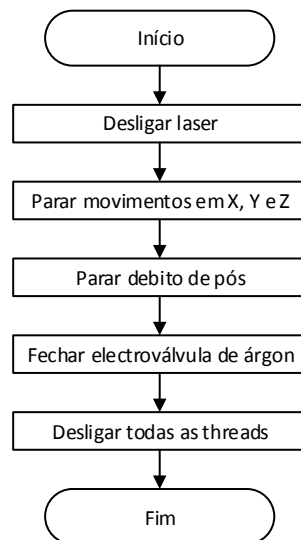 Início
Desligar laser
Parar movimentos em X, Y e Z
Parar debito de pós
Fechar electroválvula de árgon
Desligar todas as threads
Fim